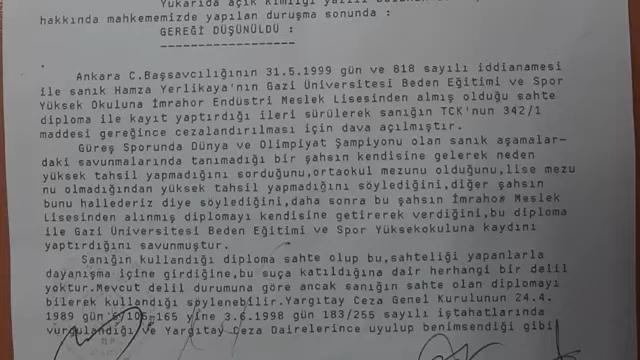 Yukarıda açık kimliği yazılı
hakkında mahkememizde yapılan duruşma sonunda :
GEREĞİ DÜŞÜNÜLDÜ :
------------------
Ankara C.Başsavcılığının 31.5.1999 gün ve 818 sayılı iddianamesi
ile sanık Hamza Yerlikaya'nın Gazi Üniversitesi Beden Eğitimi ve Spor
Yüksek Okuluna İmrahor Endüstri Meslek Lisesinden almış olduğu sahte
diploma ile kayıt yaptırdığı ileri sürülerek sanığın TCK'nun 342/1
maddesi gereğince cezalandırılması için dava açılmıştır.
Güreş Sporunda Dünya ve Olimpiyat Şampiyonu olan sanık aşamalar-
daki savunmalarında tanımadığı bir şahsın kendisine gelerek neden
yüksek tahsil yapmadığını sorduğunu,ortaokul mezunu olduğunu,lise mezu
nu olmadığından yüksek tahsil yapmadığını söylediğini,diğer şahsın
bunu hallederiz diye söylediğini,daha sonra bu şahsın İmrahor Meslek
Lisesinden alınmış diplomayı kendisine getirerek verdiğini,bu diploma
ile Gazi Üniversitesi Beden Eğitimi ve Spor Yüksekokuluna kaydını
yaptırdığını savunmuştur.
Sanığın kullandığı diploma sahte olup bu,sahteliği yapanlarla
dayanışma içine girdiğine,bu suça katıldığına dair herhangi bir delil
yoktur.Mevcut delil durumuna göre ancak sanığın sahte olan diplomayı
bilerek kullandığı söylenebilir.Yargıtay Ceza Genel Kurulunun 24.4.
1989 gün 6/106-165 yine 3.6.1998 gün 183/255 sayılı iştahatlarında
vurgulandığı ve Yargıtay Ceza Dairelerince uyulup benimsendiği gibi